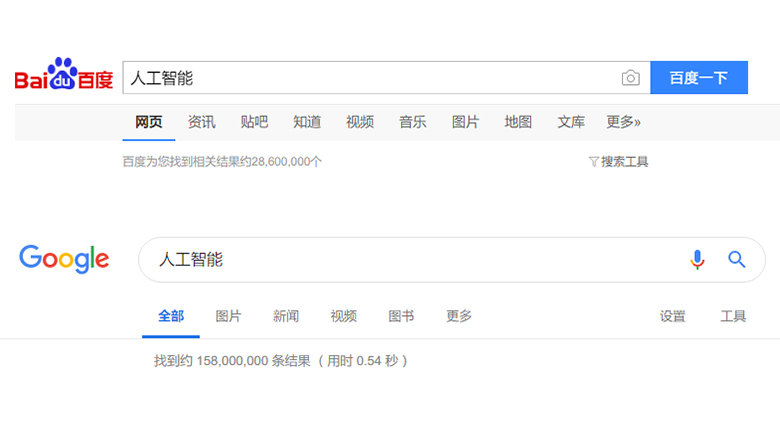 Bai du 百度 人工智能 百度一下
网页 资讯 贴吧 知道 视频 音乐 图片 地图 文库 更多»
百度为您找到相关结果约28,600,000个 搜索工具
Google 人工智能
全部 图片 新闻 视频 图书 更多 设置 工具
找到约 158,000,000 条结果 （用时 0.54 秒）